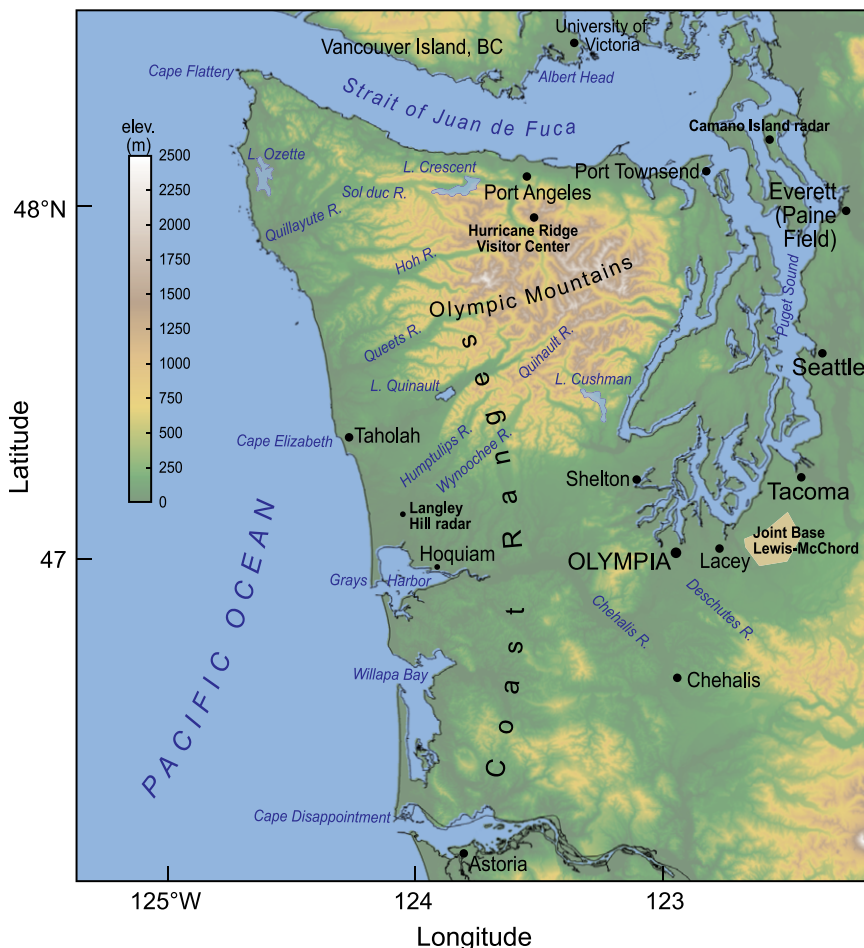 University of
Victoria
Vancouver Island, BC
Cape Flattery
Albert Head
Strait of Juan de Fuca
Camano Island radar
elev.
(m)
2500
2250
2000
1750
1500
1250
1000
750
500
250
0
L. Ozette
L. Crescent
Sol duc R.
Port Angeles
Port Townsend
Everett
(Paine
Field)
48°N
Quillayute R.
Hurricane Ridge
Visitor Center
Hoh R.
Olympic Mountains
Puget Sound
Queets R.
Quinault R.
Seattle
L. Quinault
L. Cushman
Coast Ranges
Latitude
Cape Elizabeth
Taholah
Humptulips R.
Wynoochee R.
Shelton
Tacoma
Langley
Hill radar
Joint Base
Lewis-McChord
47
Hoquiam
OLYMPIA
Lacey
Grays Harbor
Chehalis R.
Deschutes R.
PACIFIC OCEAN
Willapa Bay
Chehalis
Cape Disappointment
Astoria
125°W
124
123
Longitude